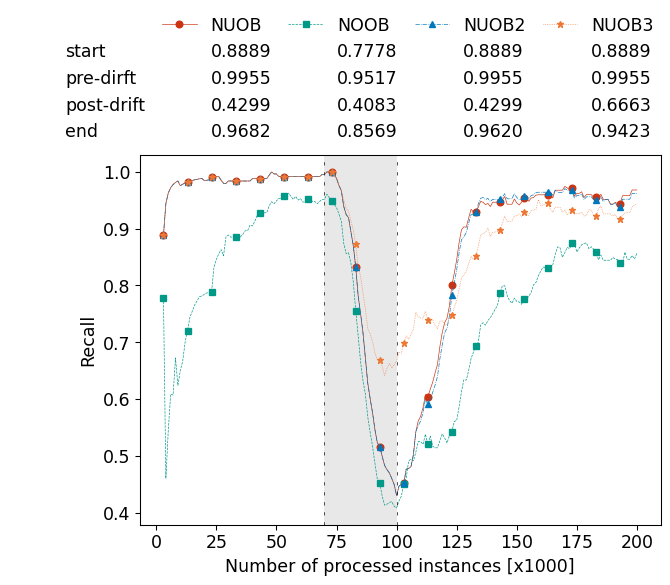 NUOB NOOB NUOB2 NUOB3
start 0.8889 0.7778 0.8889 0.8889
pre-dirft 0.9955 0.9517 0.9955 0.9955
post-drift 0.4299 0.4083 0.4299 0.6663
end 0.9682 0.8569 0.9620 0.9423
1.0
0.9
0.8
0.7
0.6
0.5
0.4
Recall
0 25 50 75 100 125 150 175 200
Number of processed instances [x1000]